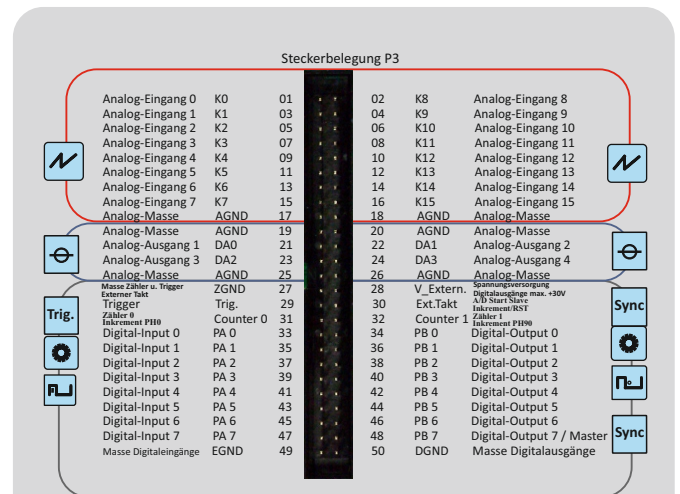 Steckerbelegung P3
Analog-Eingang 0 K0 01 02 K8 Analog-Eingang 8
Analog-Eingang 1 K1 03 04 K9 Analog-Eingang 9
Analog-Eingang 2 K2 05 06 K10 Analog-Eingang 10
Analog-Eingang 3 K3 07 08 K11 Analog-Eingang 11
Analog-Eingang 4 K4 09 10 K12 Analog-Eingang 12
Analog-Eingang 5 K5 11 12 K13 Analog-Eingang 13
Analog-Eingang 6 K6 13 14 K14 Analog-Eingang 14
Analog-Eingang 7 K7 15 16 K15 Analog-Eingang 15
Analog-Masse AGND 17 18 AGND Analog-Masse
Analog-Masse AGND 19 20 AGND Analog-Masse
Analog-Ausgang 1 DA0 21 22 DA1 Analog-Ausgang 2
Analog-Ausgang 3 DA2 23 24 DA3 Analog-Ausgang 4
Analog-Masse AGND 25 26 AGND Analog-Masse
Masse Zähler u. Trigger
Externer Takt ZGND 27 28 V_Extern. Spannungsversorgung
Digitalausgänge max. +30V
Trig. Trigger Trig. 29 30 Ext.Takt A/D Start Slave
Inkrement/RST Sync
Zähler 0
Inkrement PH0 Counter 0 31 32 Counter 1 Zähler 1
Inkrement PH90
Digital-Input 0 PA 0 33 34 PB 0 Digital-Output 0
Digital-Input 1 PA 1 35 36 PB 1 Digital-Output 1
Digital-Input 2 PA 2 37 38 PB 2 Digital-Output 2
Digital-Input 3 PA 3 39 40 PB 3 Digital-Output 3
Digital-Input 4 PA 4 41 42 PB 4 Digital-Output 4
Digital-Input 5 PA 5 43 44 PB 5 Digital-Output 5
Digital-Input 6 PA 6 45 46 PB 6 Digital-Output 6
Digital-Input 7 PA 7 47 48 PB 7 Digital-Output 7 / Master Sync
Masse Digitaleingänge EGND 49 50 DGND Masse Digitalausgänge